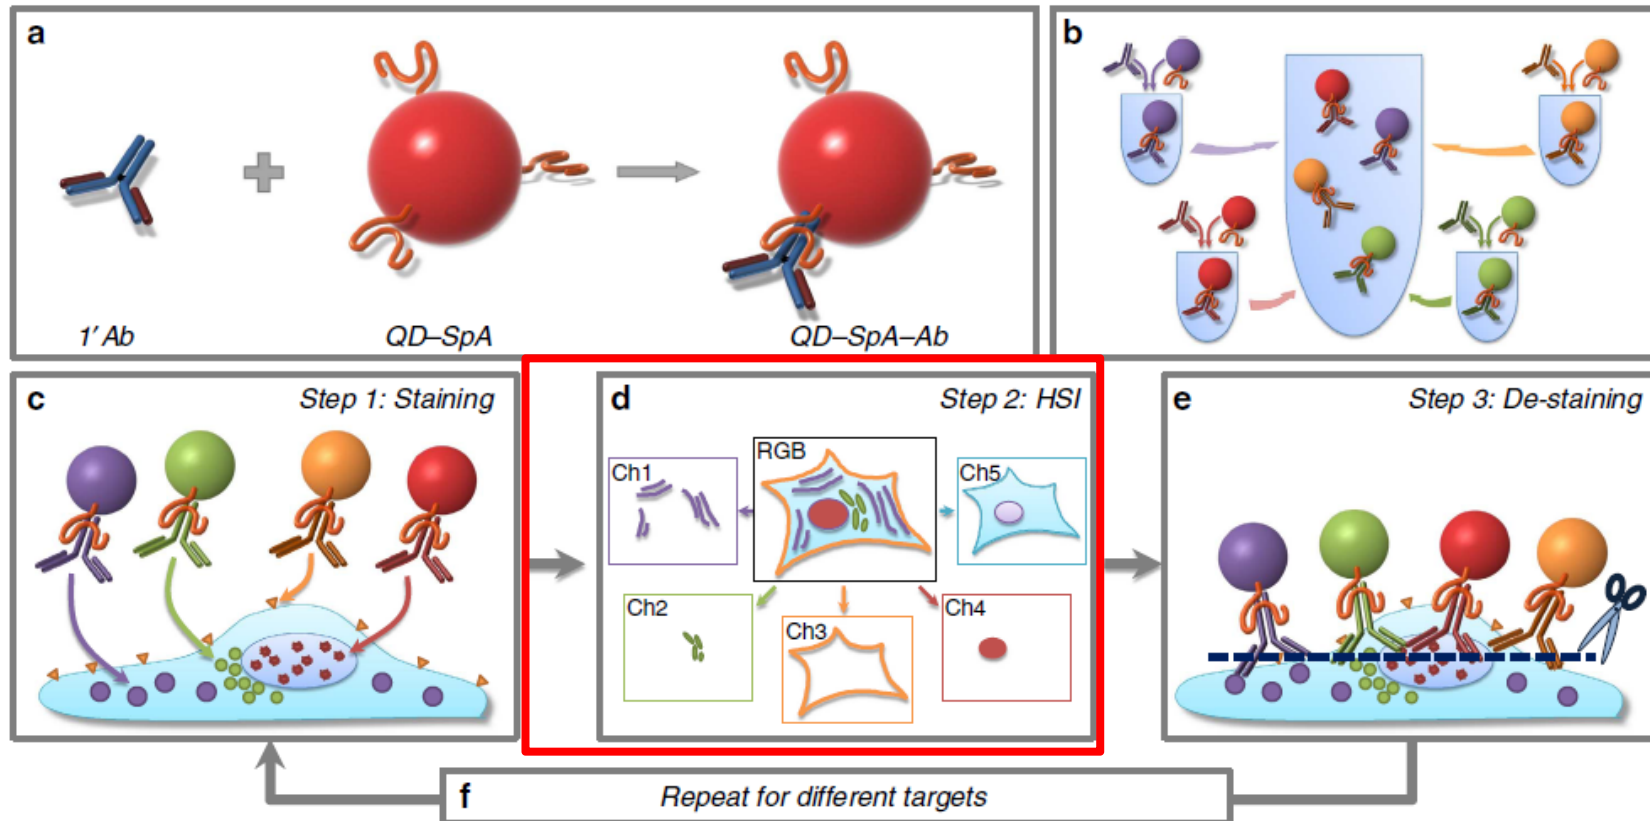 a
1' Ab
QD–SpA
QD–SpA–Ab
b
c
Step 1: Staining
d
Step 2: HSI
Ch1
RGB
Ch5
Ch2
Ch3
Ch4
e
Step 3: De-staining
f
Repeat for different targets